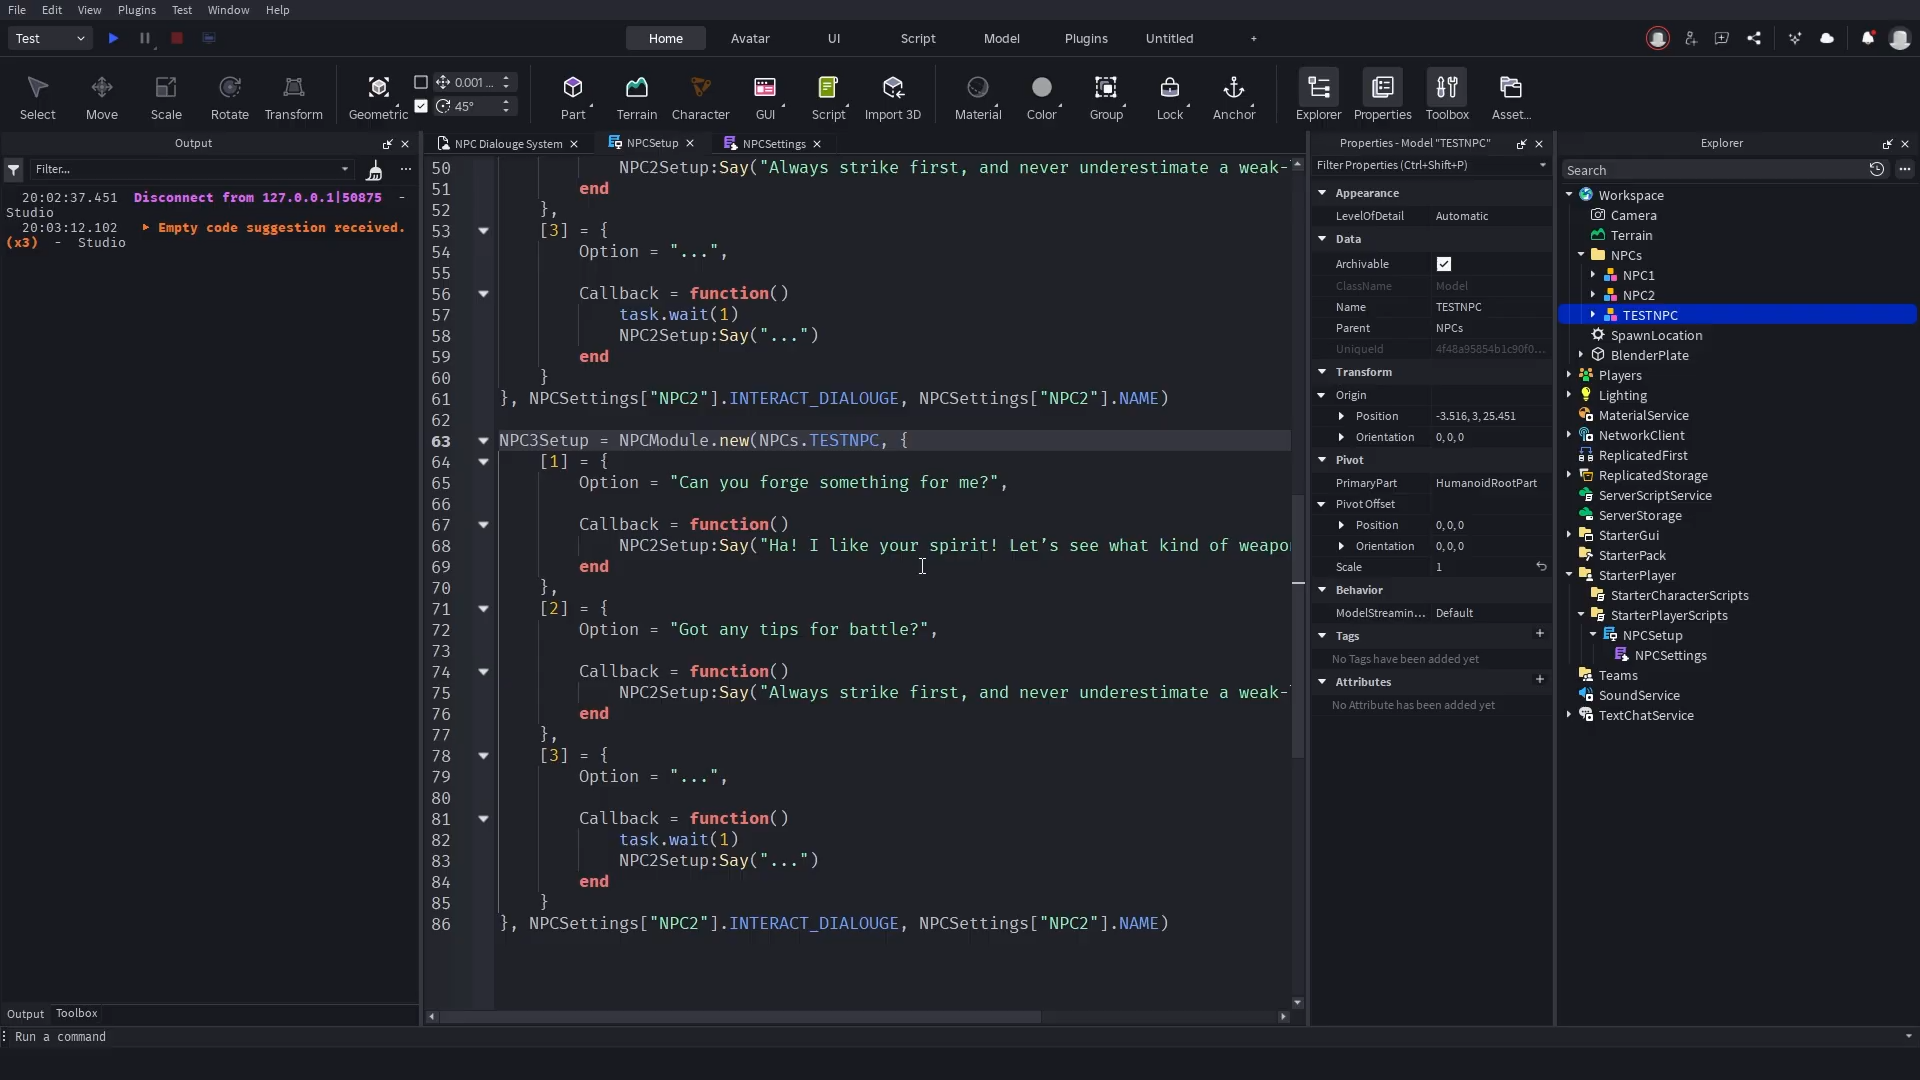 File Edit View Plugins Test Window Help
Test
Home Avatar UI Script Model Plugins Untitled +
Select Move Scale Rotate Transform Geometric 0.001 ... 45° Part Terrain Character GUI Script Import 3D Material Color Group Lock Anchor Explorer Properties Toolbox Asset...
Output
Filter...
20:02:37.451 Disconnect from 127.0.0.1|50875 -
Studio
20:03:12.102 Empty code suggestion received.
(x3) - Studio
Output Toolbox
Run a command
NPC Dialouge System NPCSetup NPCSettings
50 NPC2Setup:Say("Always strike first, and never underestimate a weak-
51 end
52 },
53 [3] = {
54 Option = "...",
55
56 Callback = function()
57 task.wait(1)
58 NPC2Setup:Say("...")
59 end
60 }
61 }, NPCSettings["NPC2"].INTERACT_DIALOUGE, NPCSettings["NPC2"].NAME)
62
63 NPC3Setup = NPCModule.new(NPCs.TESTNPC, {
64 [1] = {
65 Option = "Can you forge something for me?",
66
67 Callback = function()
68 NPC2Setup:Say("Ha! I like your spirit! Let’s see what kind of weapo
69 end
70 },
71 [2] = {
72 Option = "Got any tips for battle?",
73
74 Callback = function()
75 NPC2Setup:Say("Always strike first, and never underestimate a weak-
76 end
77 },
78 [3] = {
79 Option = "...",
80
81 Callback = function()
82 task.wait(1)
83 NPC2Setup:Say("...")
84 end
85 }
86 }, NPCSettings["NPC2"].INTERACT_DIALOUGE, NPCSettings["NPC2"].NAME)
Properties - Model "TESTNPC"
Filter Properties (Ctrl+Shift+P)
Appearance
LevelOfDetail Automatic
Data
Archivable
ClassName Model
Name TESTNPC
Parent NPCs
UniqueId 4f48a95854b1c90f0...
Transform
Origin
Position -3.516, 3, 25.451
Orientation 0, 0, 0
Pivot
PrimaryPart HumanoidRootPart
Pivot Offset
Position 0, 0, 0
Orientation 0, 0, 0
Scale 1
Behavior
ModelStreamin... Default
Tags +
No Tags have been added yet
Attributes +
No Attribute has been added yet
Explorer
Search
Workspace
Camera
Terrain
NPCs
NPC1
NPC2
TESTNPC
SpawnLocation
BlenderPlate
Players
Lighting
MaterialService
NetworkClient
ReplicatedFirst
ReplicatedStorage
ServerScriptService
ServerStorage
StarterGui
StarterPack
StarterPlayer
StarterCharacterScripts
StarterPlayerScripts
NPCSetup
NPCSettings
Teams
SoundService
TextChatService